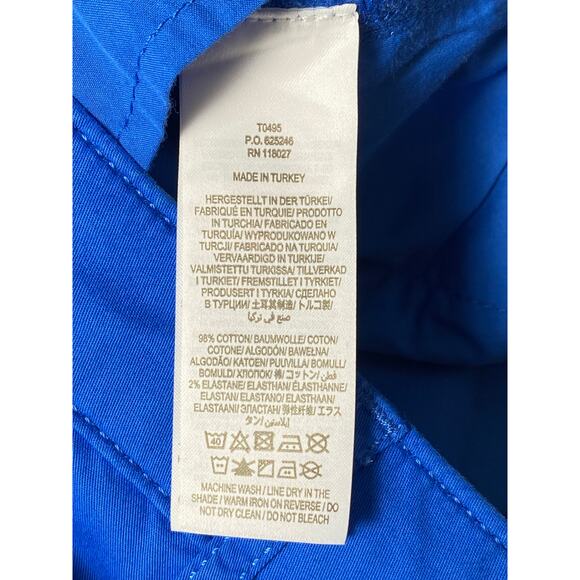 T0495
P.O. 625246
RN 118027
MADE IN TURKEY
HERGESTELLT IN DER TÜRKEI/
FABRIQUÉ EN TURQUIE/ PRODOTTO
IN TURCHIA/ FABRICADO EN
TURQUÍA/ WYPRODUKOWANO W
TURCJI/ FABRICADO NA TURQUIA/
VERVAARDIGD IN TURKIJE/
VALMISTETTU TURKISSA/ TILLVERKAD
I TURKIET/ FREMSTILLET I TYRKIET/
PRODUSERT I TYRKIA/ СДЕЛАНО
В ТУРЦИИ/ 土耳其制造/ トルコ製/
صنع في تركيا
98% COTTON/ BAUMWOLLE/ COTON/
COTONE/ ALGODÓN/ BAWEŁNA/
ALGODÃO/ KATOEN/ PUUVILLA/ BOMULL/
BOMULD/ ХЛОПОК/ 棉/ コットン/ قطن/
2% ELASTANE/ ELASTHAN/ ÉLASTHANNE/
ELASTAN/ ELASTANO/ ELASTHAAN/
ELASTAANI/ ЭЛАСТАН/ 弹性纤维/ エラス
タン/ إيلاستين/
40
MACHINE WASH / LINE DRY IN THE
SHADE / WARM IRON ON REVERSE / DO
NOT DRY CLEAN / DO NOT BLEACH